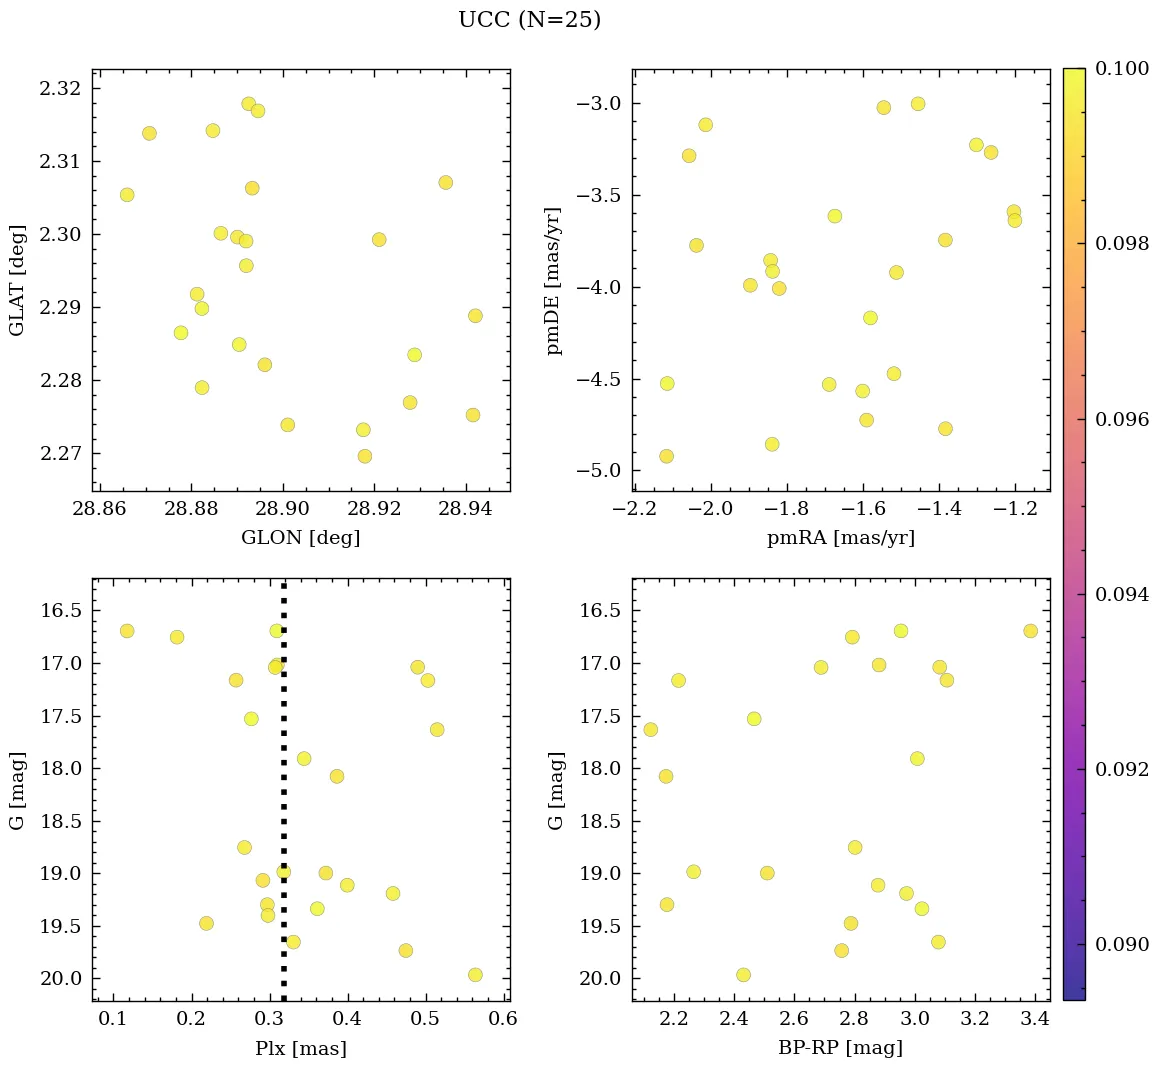 UCC (N=25)
2.32
2.31
2.30
2.29
2.28
2.27
GLAT [deg]
28.86 28.88 28.90 28.92 28.94
GLON [deg]
−3.0
−3.5
−4.0
−4.5
−5.0
pmDE [mas/yr]
−2.2 −2.0 −1.8 −1.6 −1.4 −1.2
pmRA [mas/yr]
0.100
0.098
0.096
0.094
0.092
0.090
16.5
17.0
17.5
18.0
18.5
19.0
19.5
20.0
G [mag]
0.1 0.2 0.3 0.4 0.5 0.6
Plx [mas]
16.5
17.0
17.5
18.0
18.5
19.0
19.5
20.0
G [mag]
2.2 2.4 2.6 2.8 3.0 3.2 3.4
BP-RP [mag]